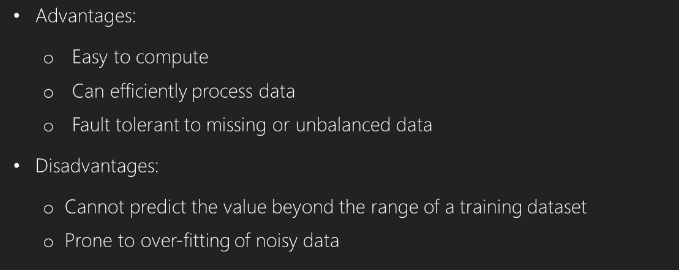 • Advantages:
o Easy to compute
o Can efficiently process data
o Fault tolerant to missing or unbalanced data
• Disadvantages:
o Cannot predict the value beyond the range of a training dataset
o Prone to over-fitting of noisy data